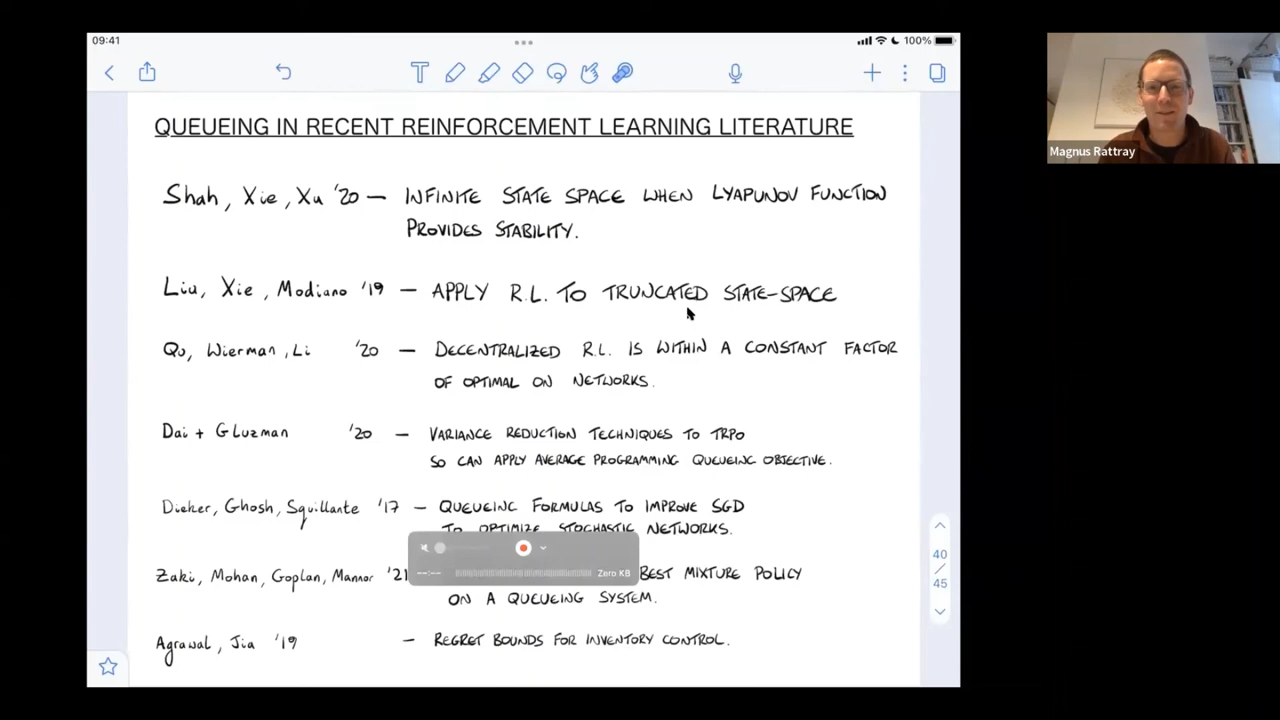 09:41
100%
QUEUEING IN RECENT REINFORCEMENT LEARNING LITERATURE
Shah, Xie, Xu '20 — INFINITE STATE SPACE WHEN LYAPUNOV FUNCTION
PROVIDES STABILITY.
Liu, Xie, Modiano '19 — APPLY R.L. TO TRUNCATED STATE-SPACE
Qu, Wierman, Li '20 — DECENTRALIZED R.L. IS WITHIN A CONSTANT FACTOR
OF OPTIMAL ON NETWORKS.
Dai + Gluzman '20 — VARIANCE REDUCTION TECHNIQUES TO TRPO
SO CAN APPLY AVERAGE PROGRAMMING QUEUEING OBJECTIVE.
Dieker, Ghosh, Squillante '17 — QUEUEING FORMULAS TO IMPROVE SGD
TO OPTIMIZE STOCHASTIC NETWORKS.
Zaki, Mohan, Goplan, Mannor '21 BEST MIXTURE POLICY
ON A QUEUEING SYSTEM.
Agrawal, Jia '19 — REGRET BOUNDS FOR INVENTORY CONTROL.
--:--
Zero KB
40
/
45
Magnus Rattray